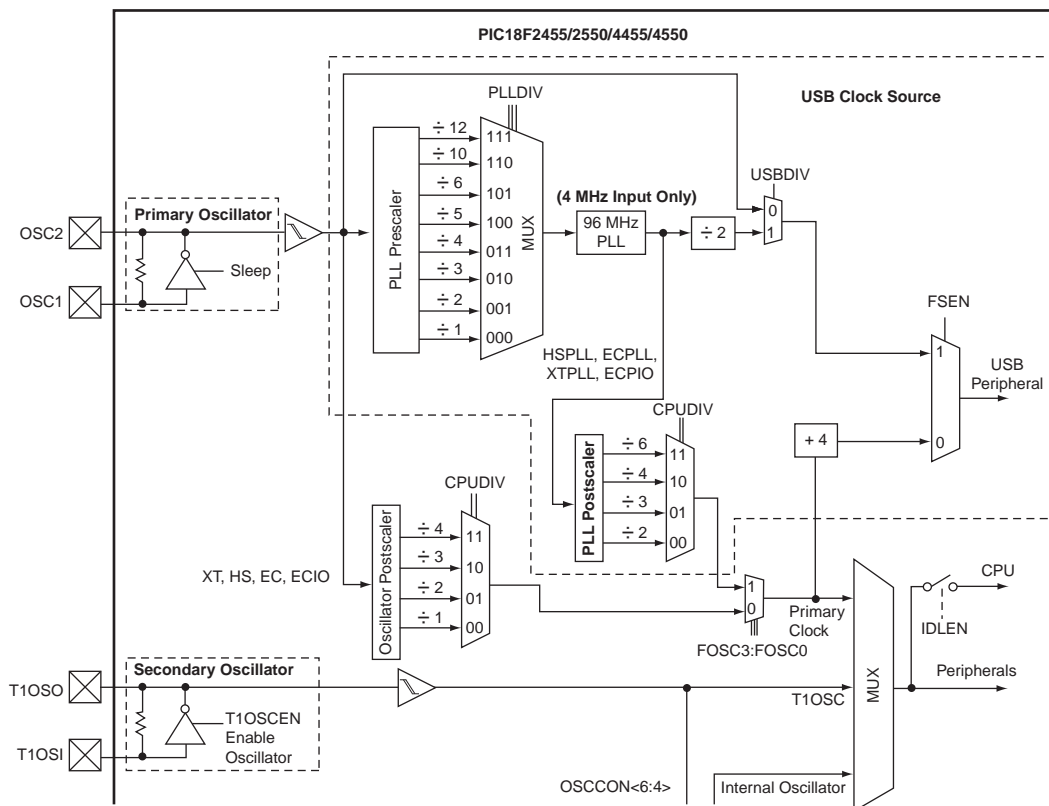 PIC18F2455/2550/4455/4550
USB Clock Source
PLLDIV
÷ 12
÷ 10
÷ 6
÷ 5
÷ 4
÷ 3
÷ 2
÷ 1
PLL Prescaler
111
110
101
100
011
010
001
000
MUX
(4 MHz Input Only)
96 MHz
PLL
÷ 2
USBDIV
0
1
OSC2
Primary Oscillator
Sleep
OSC1
FSEN
1
0
USB
Peripheral
HSPLL, ECPLL,
XTPLL, ECPIO
CPUDIV
PLL Postscaler
÷ 6
÷ 4
÷ 3
÷ 2
11
10
01
00
+ 4
CPUDIV
XT, HS, EC, ECIO
Oscillator Postscaler
÷ 4
÷ 3
÷ 2
÷ 1
11
10
01
00
1
0
Primary
Clock
FOSC3:FOSC0
CPU
IDLEN
Peripherals
MUX
T1OSO
Secondary Oscillator
T1OSCEN
Enable
Oscillator
T1OSI
T1OSC
OSCCON<6:4>
Internal Oscillator